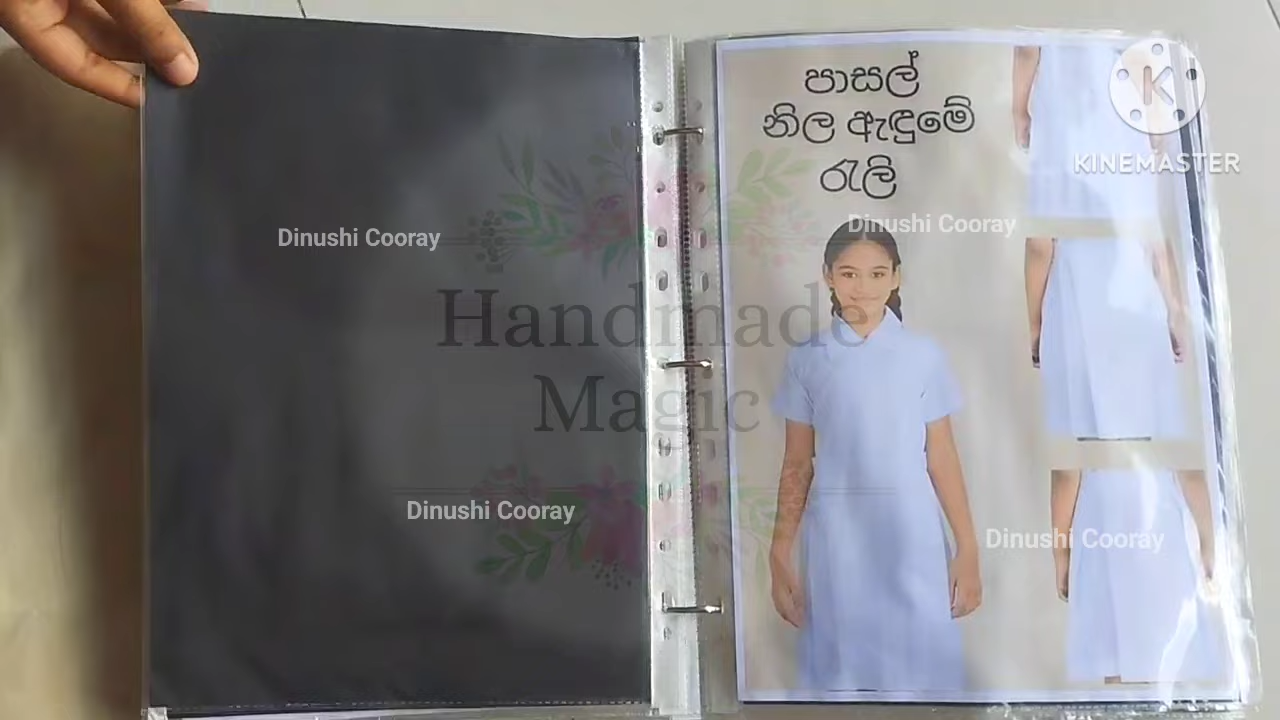 පාසල්
නිල ඇඳුමේ
රැලි
KINEMASTER
Dinushi Cooray
Dinushi Cooray
Handmade
Magic
Dinushi Cooray
Dinushi Cooray